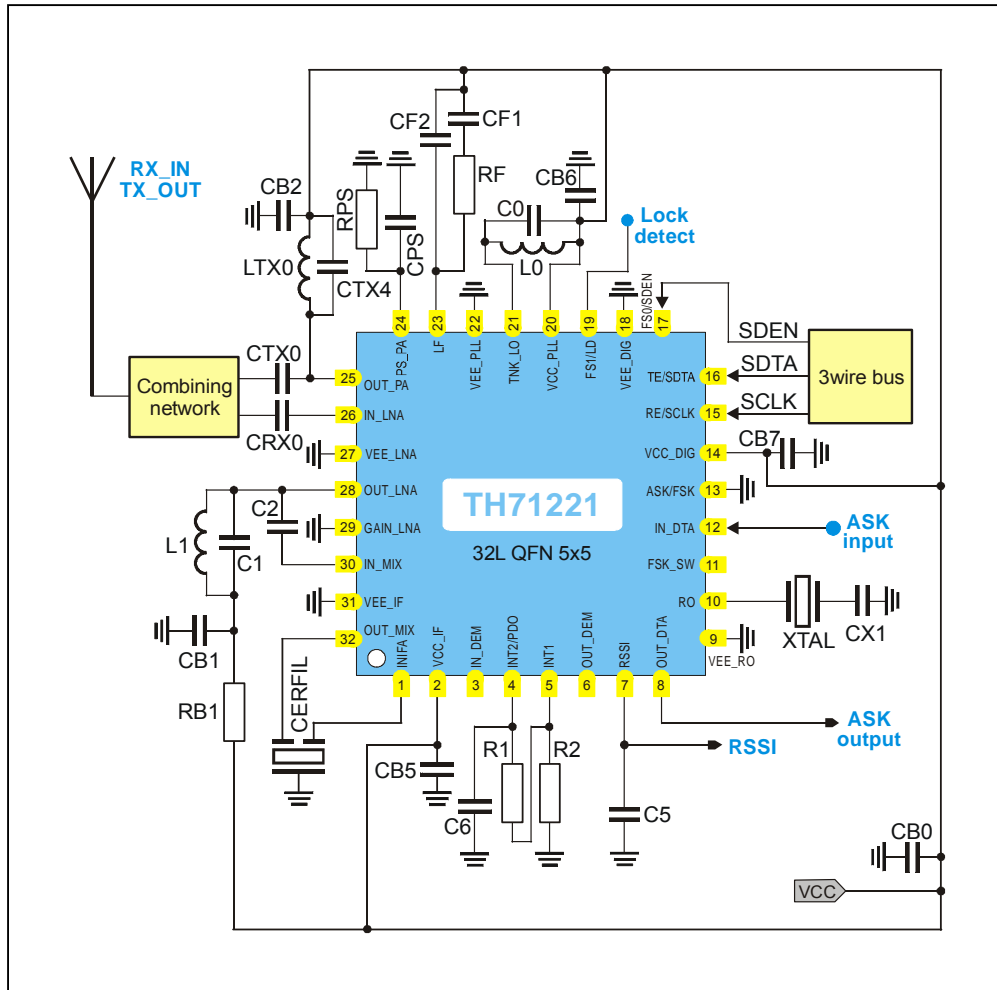 RX_IN
TX_OUT
CB2
LTX0
CTX4
RPS
CPS
CF2
CF1
RF
CB6
C0
L0
Lock
detect
24
23
22
21
20
19
18
17
PS_PA
LF
VEE_PLL
TNK_LO
VCC_PLL
FS1/LD
VEE_DIG
FS0/SDEN
Combining
network
CTX0
CRX0
25 OUT_PA
26 IN_LNA
27 VEE_LNA
28 OUT_LNA
29 GAIN_LNA
30 IN_MIX
31 VEE_IF
32 OUT_MIX
TH71221
32L QFN 5x5
TE/SDTA 16
RE/SCLK 15
VCC_DIG 14
ASK/FSK 13
IN_DTA 12
FSK_SW 11
RO 10
9
VEE_RO
SDEN
SDTA
SCLK
3wire bus
CB7
ASK
input
XTAL
CX1
L1
C1
C2
CB1
RB1
CERFIL
INIFA
VCC_IF
IN_DEM
INT2/PDO
INT1
OUT_DEM
RSSI
OUT_DTA
1
2
3
4
5
6
7
8
CB5
C6
R1
R2
C5
RSSI
ASK
output
CB0
VCC